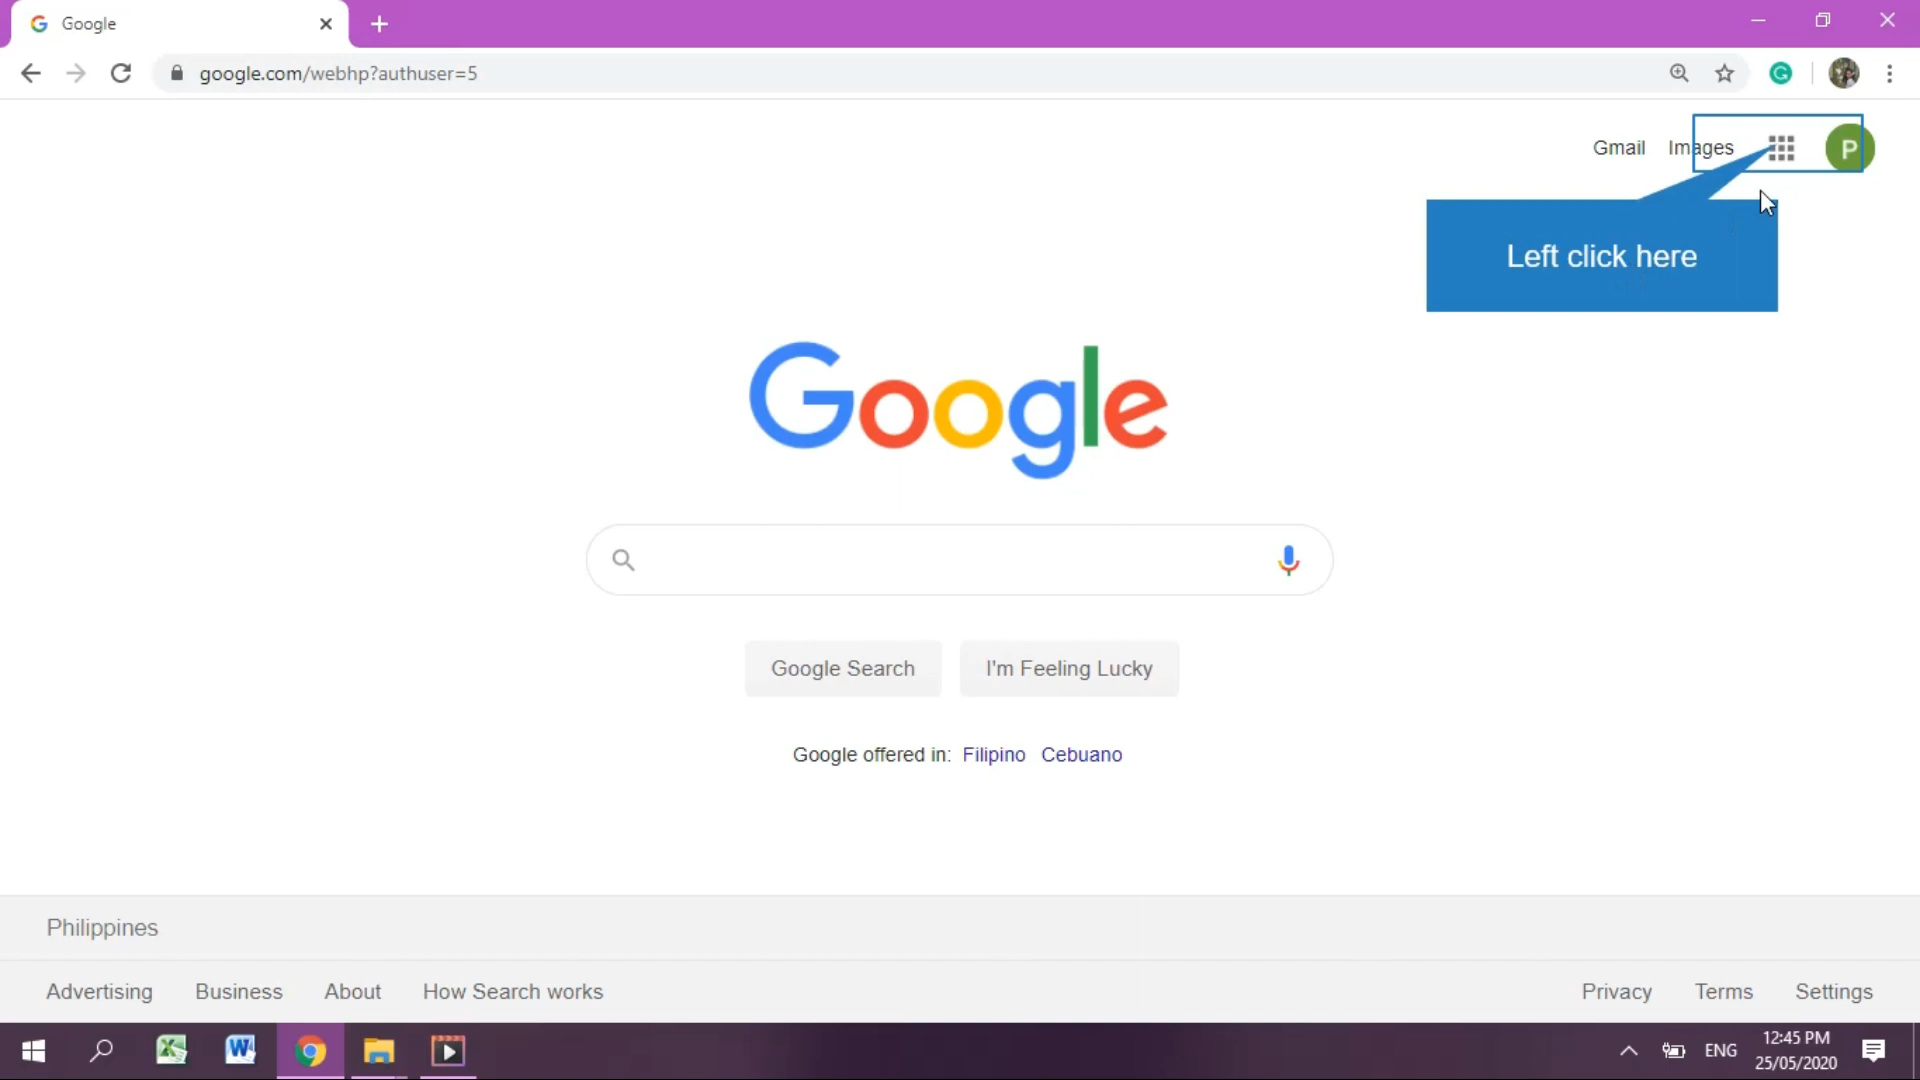 Google
google.com/webhp?authuser=5
Gmail Images P
Left click here
Google
Google Search I'm Feeling Lucky
Google offered in: Filipino Cebuano
Philippines
Advertising Business About How Search works Privacy Terms Settings
ENG 12:45 PM
25/05/2020